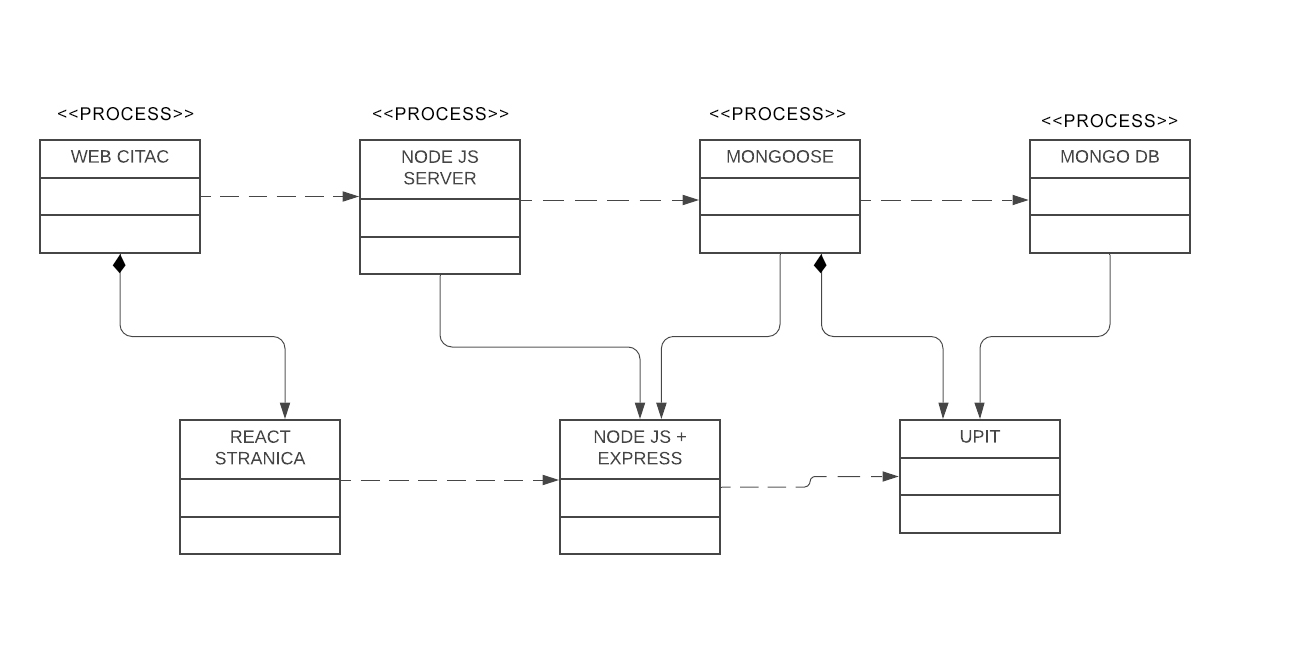 <<PROCESS>>
<<PROCESS>>
<<PROCESS>>
<<PROCESS>>
WEB CITAC
NODE JS
SERVER
MONGOOSE
MONGO DB
REACT
STRANICA
NODE JS +
EXPRESS
UPIT